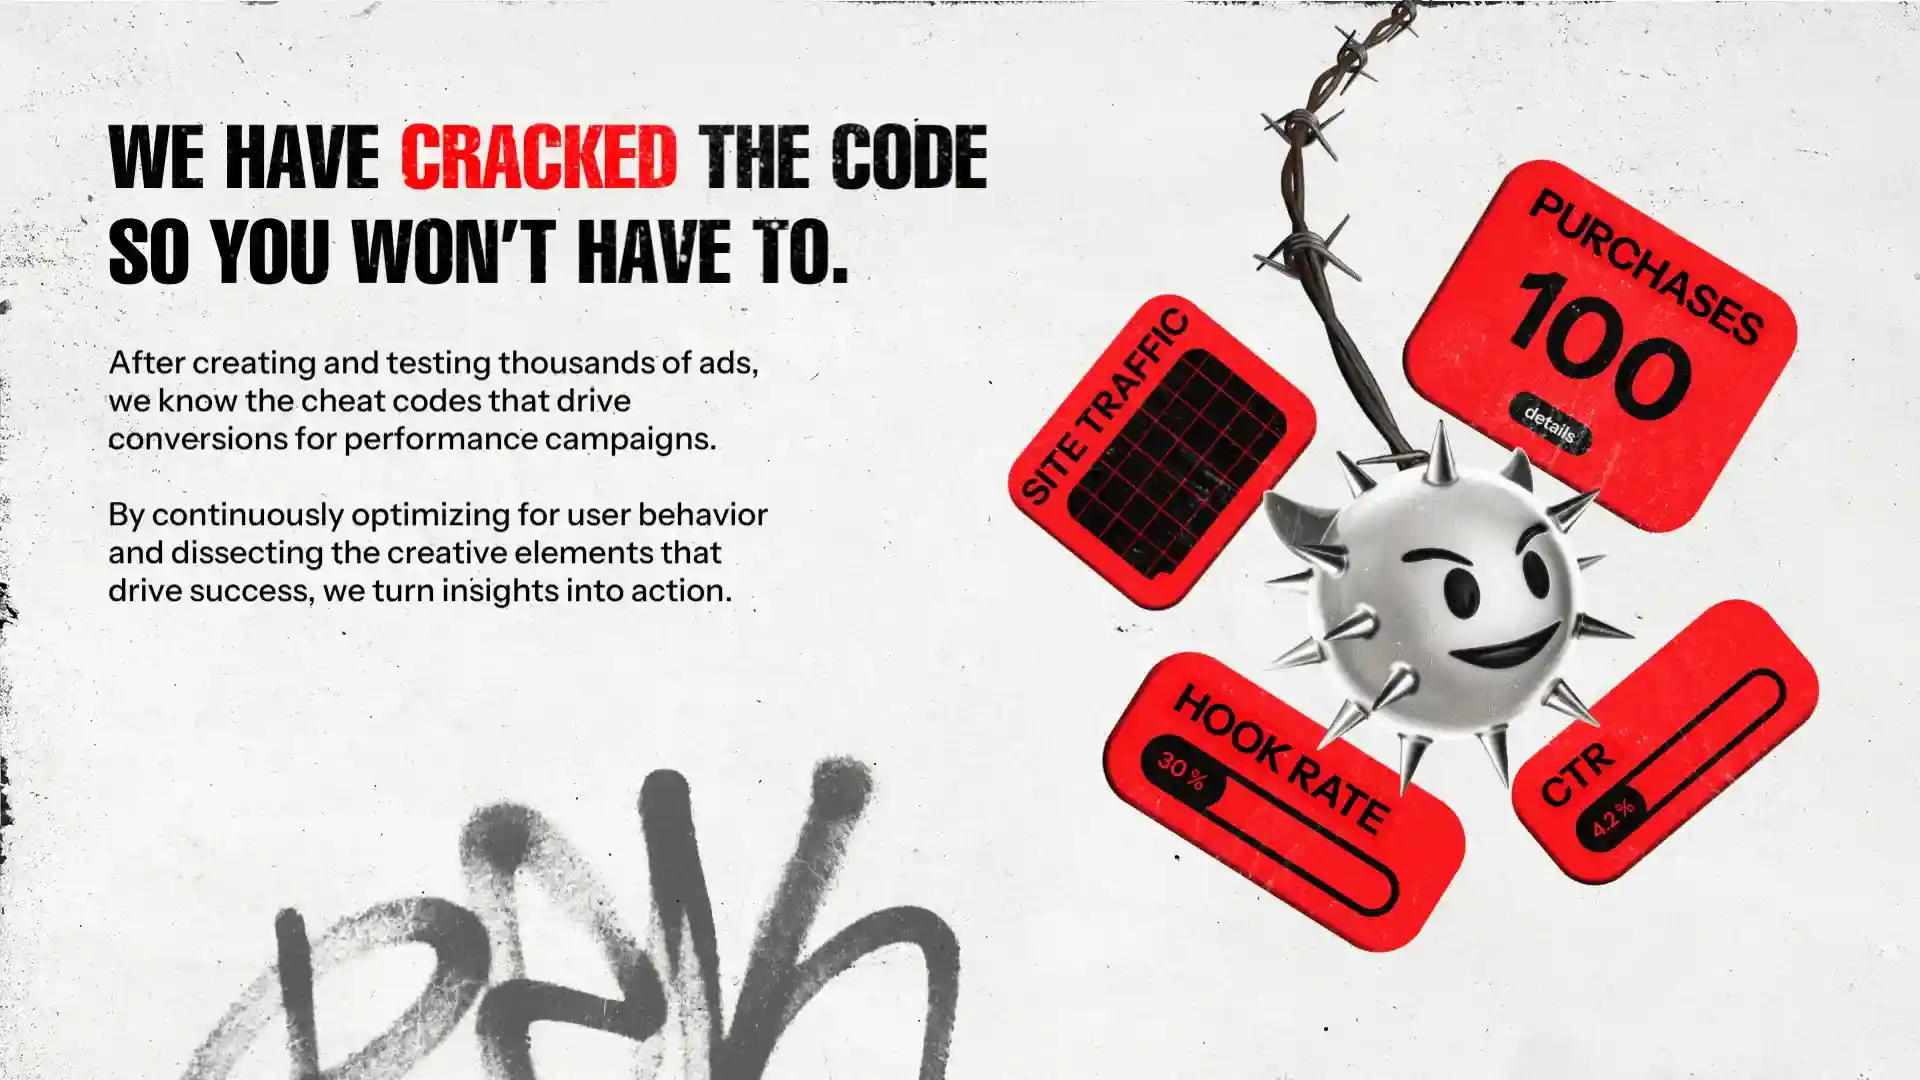 WE HAVE CRACKED THE CODE
SO YOU WON'T HAVE TO.
After creating and testing thousands of ads,
we know the cheat codes that drive
conversions for performance campaigns.
By continuously optimizing for user behavior
and dissecting the creative elements that
drive success, we turn insights into action.
PURCHASES
100
details
SITE TRAFFIC
HOOK RATE
30%
CTR
4.2%